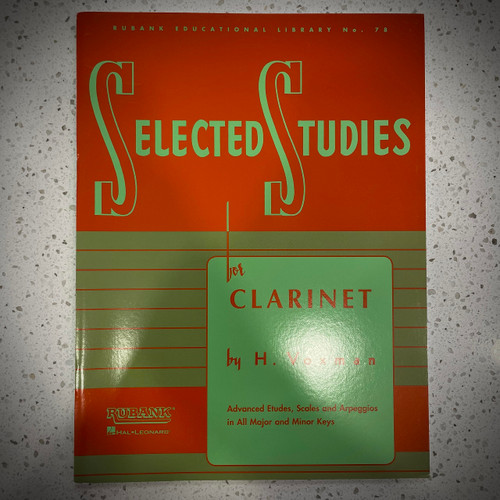 RUBANK EDUCATIONAL LIBRARY No. 78
SELECTED STUDIES
for
CLARINET
by H. Voxman
Advanced Etudes, Scales and Arpeggios
in All Major and Minor Keys
RUBANK™
HAL•LEONARD